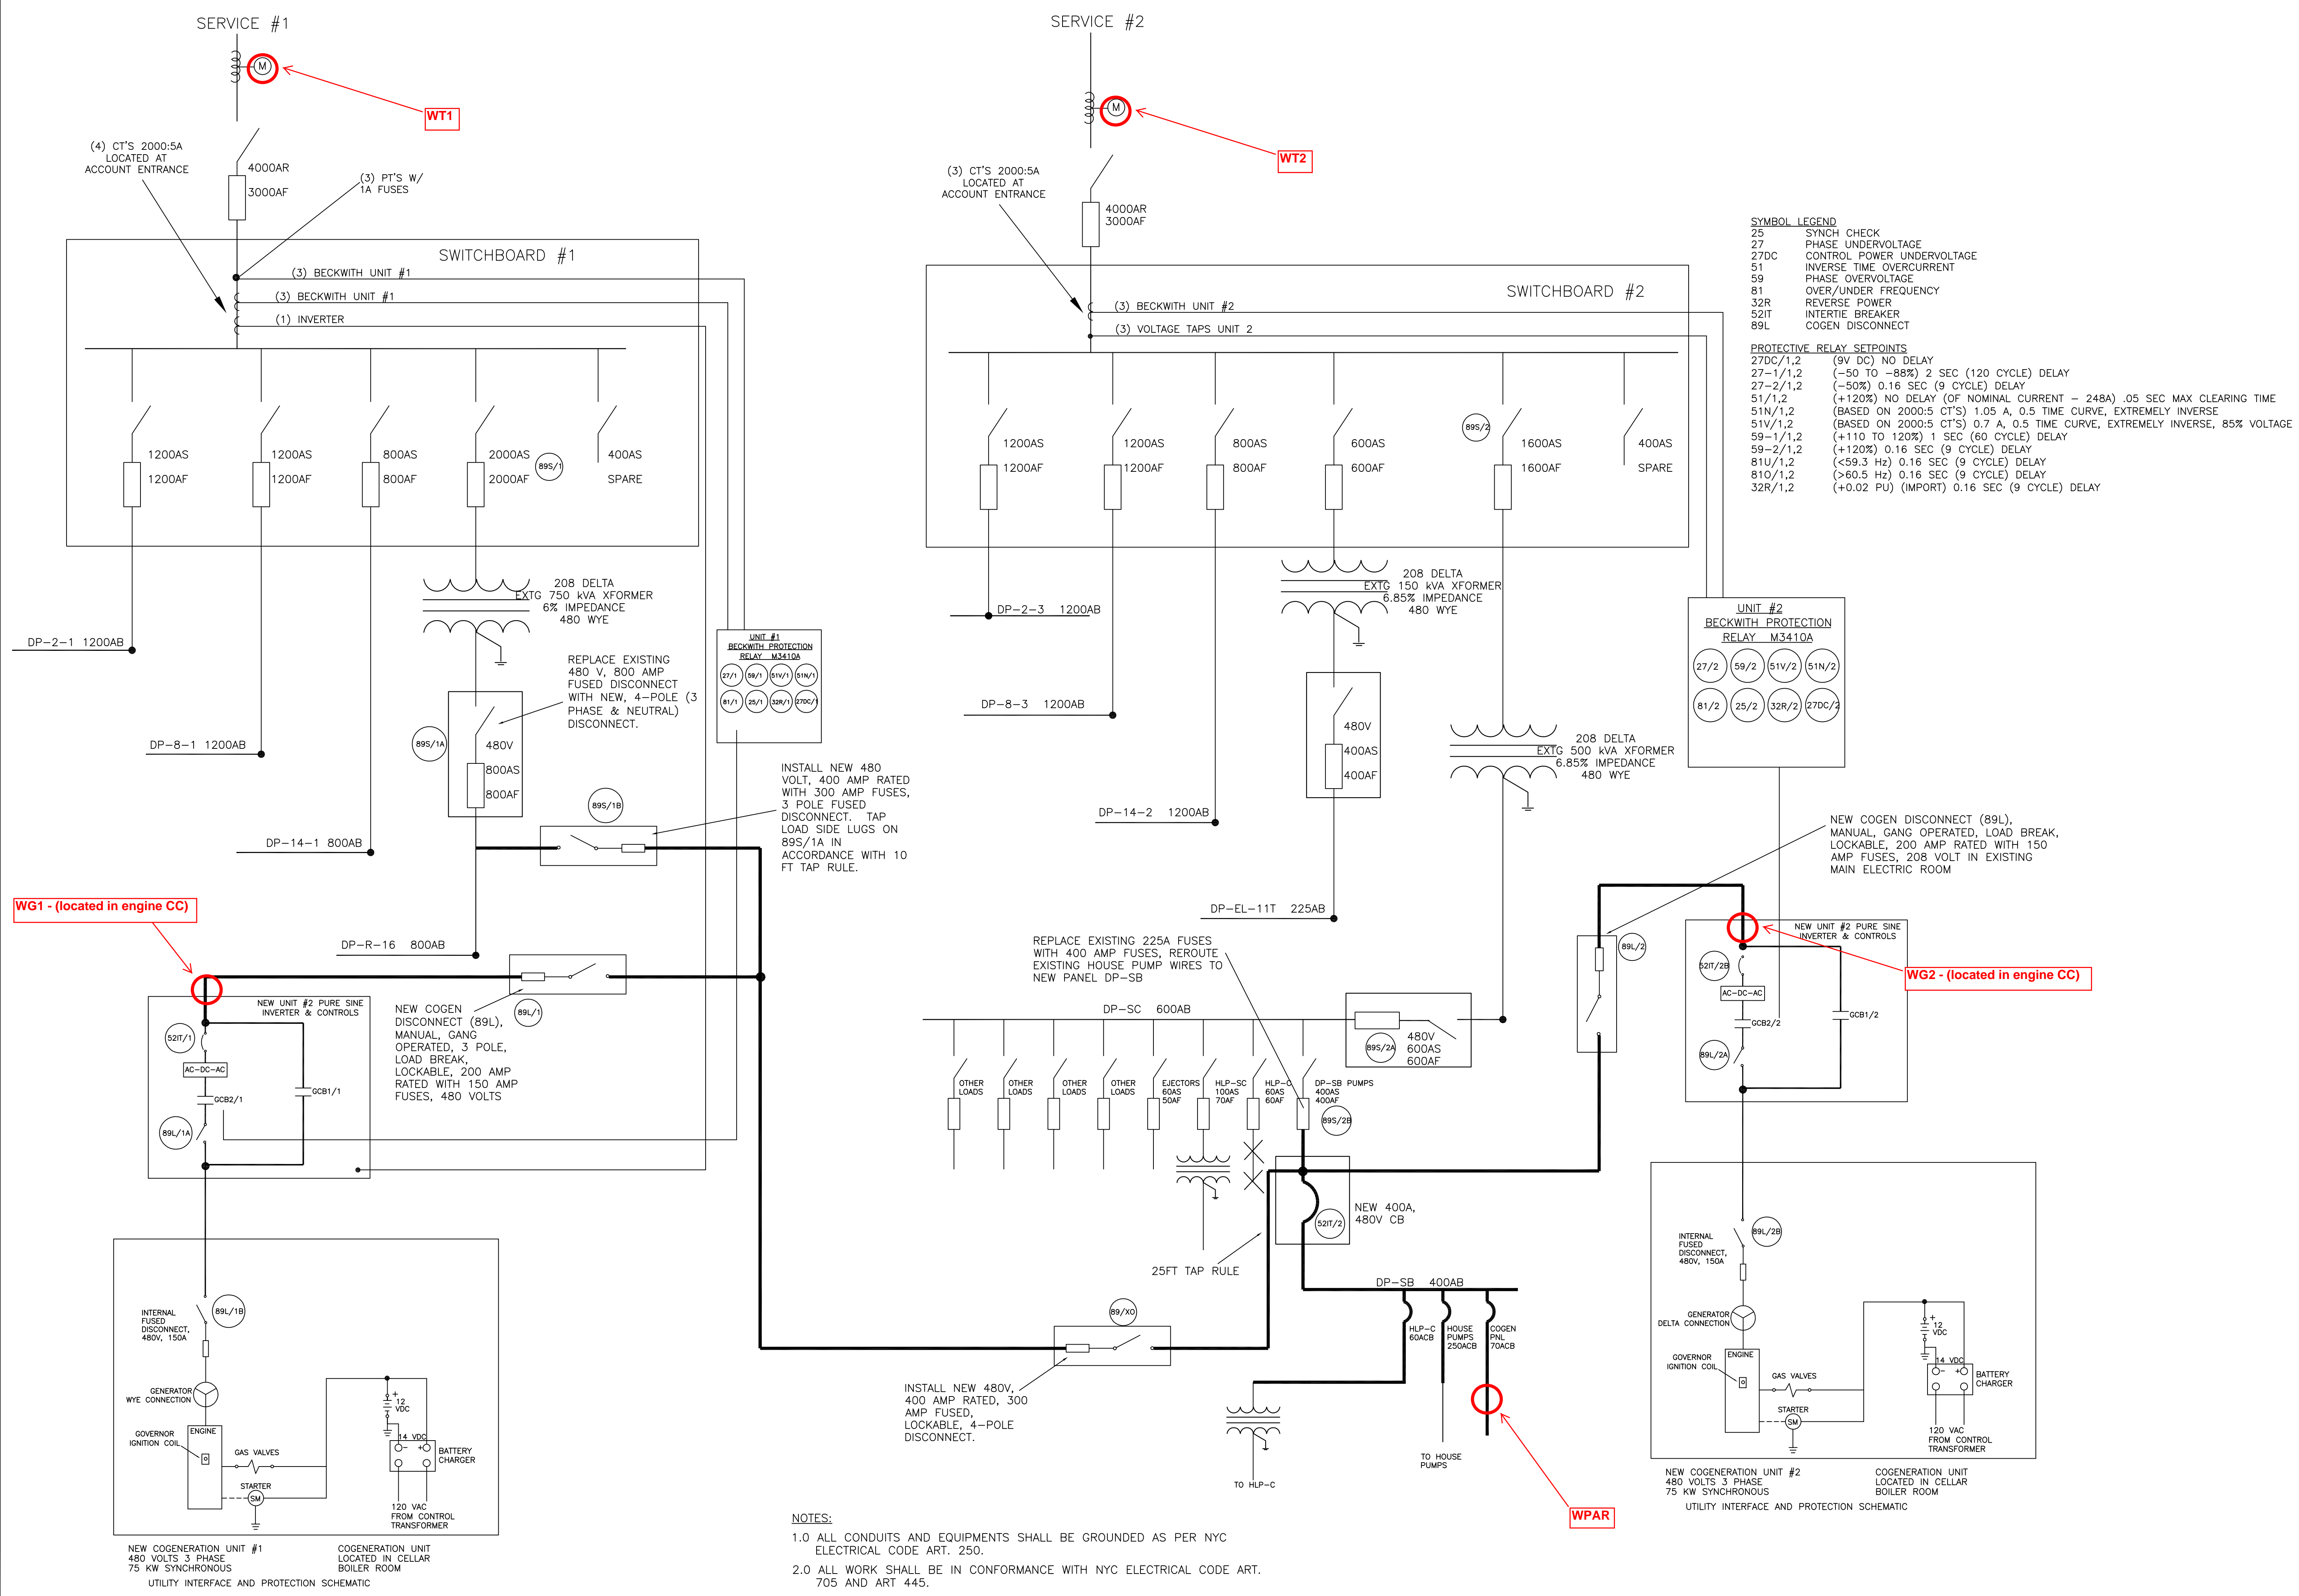 SERVICE #1
M
WT1
(4) CT'S 2000:5A
LOCATED AT
ACCOUNT ENTRANCE
4000AR
3000AF
(3) PT'S W/
1A FUSES
SWITCHBOARD #1
(3) BECKWITH UNIT #1
(3) BECKWITH UNIT #1
(1) INVERTER
1200AS
1200AF
1200AS
1200AF
800AS
800AF
2000AS
2000AF
89S/1
400AS
SPARE
DP-2-1 1200AB
DP-8-1 1200AB
DP-14-1 800AB
208 DELTA
EXTG 750 kVA XFORMER
6% IMPEDANCE
480 WYE
REPLACE EXISTING
480 V, 800 AMP
FUSED DISCONNECT
WITH NEW, 4-POLE (3
PHASE & NEUTRAL)
DISCONNECT.
89S/1A
480V
800AS
800AF
UNIT #1
BECKWITH PROTECTION
RELAY M3410A
27/1
59/1
51V/1
51N/1
81/1
25/1
32R/1
27DC/1
89S/1B
INSTALL NEW 480
VOLT, 400 AMP RATED
WITH 300 AMP FUSES,
3 POLE FUSED
DISCONNECT. TAP
LOAD SIDE LUGS ON
89S/1A IN
ACCORDANCE WITH 10
FT TAP RULE.
DP-R-16 800AB
WG1 - (located in engine CC)
NEW UNIT #2 PURE SINE
INVERTER & CONTROLS
52IT/1
AC-DC-AC
GCB2/1
GCB1/1
89L/1A
NEW COGEN
DISCONNECT (89L),
MANUAL, GANG
OPERATED, 3 POLE,
LOAD BREAK,
LOCKABLE, 200 AMP
RATED WITH 150 AMP
FUSES, 480 VOLTS
89L/1
INTERNAL
FUSED
DISCONNECT,
480V, 150A
89L/1B
GENERATOR
WYE CONNECTION
GOVERNOR
IGNITION COIL
ENGINE
GAS VALVES
STARTER
SM
+
12
VDC
14 VDC
- +
BATTERY
CHARGER
120 VAC
FROM CONTROL
TRANSFORMER
NEW COGENERATION UNIT #1
480 VOLTS 3 PHASE
75 KW SYNCHRONOUS
COGENERATION UNIT
LOCATED IN CELLAR
BOILER ROOM
UTILITY INTERFACE AND PROTECTION SCHEMATIC
SERVICE #2
M
WT2
(3) CT'S 2000:5A
LOCATED AT
ACCOUNT ENTRANCE
4000AR
3000AF
SWITCHBOARD #2
(3) BECKWITH UNIT #2
(3) VOLTAGE TAPS UNIT 2
1200AS
1200AF
1200AS
1200AF
800AS
800AF
600AS
600AF
89S/2
1600AS
1600AF
400AS
SPARE
DP-2-3 1200AB
DP-8-3 1200AB
DP-14-2 1200AB
208 DELTA
EXTG 150 kVA XFORMER
6.85% IMPEDANCE
480 WYE
480V
400AS
400AF
DP-EL-11T 225AB
208 DELTA
EXTG 500 kVA XFORMER
6.85% IMPEDANCE
480 WYE
REPLACE EXISTING 225A FUSES
WITH 400 AMP FUSES, REROUTE
EXISTING HOUSE PUMP WIRES TO
NEW PANEL DP-SB
DP-SC 600AB
89S/2A
480V
600AS
600AF
OTHER
LOADS
OTHER
LOADS
OTHER
LOADS
OTHER
LOADS
EJECTORS
60AS
50AF
HLP-SC
100AS
70AF
HLP-C
60AS
60AF
DP-SB PUMPS
400AS
400AF
89S/2B
NEW 400A,
480V CB
52IT/2
25FT TAP RULE
DP-SB 400AB
HLP-C
60ACB
HOUSE
PUMPS
250ACB
COGEN
PNL
70ACB
TO HLP-C
TO HOUSE
PUMPS
WPAR
89/XO
INSTALL NEW 480V,
400 AMP RATED, 300
AMP FUSED,
LOCKABLE, 4-POLE
DISCONNECT.
NOTES:
1.0 ALL CONDUITS AND EQUIPMENTS SHALL BE GROUNDED AS PER NYC
ELECTRICAL CODE ART. 250.
2.0 ALL WORK SHALL BE IN CONFORMANCE WITH NYC ELECTRICAL CODE ART.
705 AND ART 445.
SYMBOL LEGEND
25 SYNCH CHECK
27 PHASE UNDERVOLTAGE
27DC CONTROL POWER UNDERVOLTAGE
51 INVERSE TIME OVERCURRENT
59 PHASE OVERVOLTAGE
81 OVER/UNDER FREQUENCY
32R REVERSE POWER
52IT INTERTIE BREAKER
89L COGEN DISCONNECT
PROTECTIVE RELAY SETPOINTS
27DC/1,2 (9V DC) NO DELAY
27-1/1,2 (-50 TO -88%) 2 SEC (120 CYCLE) DELAY
27-2/1,2 (-50%) 0.16 SEC (9 CYCLE) DELAY
51/1,2 (+120%) NO DELAY (OF NOMINAL CURRENT - 248A) .05 SEC MAX CLEARING TIME
51N/1,2 (BASED ON 2000:5 CT'S) 1.05 A, 0.5 TIME CURVE, EXTREMELY INVERSE
51V/1,2 (BASED ON 2000:5 CT'S) 0.7 A, 0.5 TIME CURVE, EXTREMELY INVERSE, 85% VOLTAGE
59-1/1,2 (+110 TO 120%) 1 SEC (60 CYCLE) DELAY
59-2/1,2 (+120%) 0.16 SEC (9 CYCLE) DELAY
81U/1,2 (<59.3 Hz) 0.16 SEC (9 CYCLE) DELAY
81O/1,2 (>60.5 Hz) 0.16 SEC (9 CYCLE) DELAY
32R/1,2 (+0.02 PU) (IMPORT) 0.16 SEC (9 CYCLE) DELAY
UNIT #2
BECKWITH PROTECTION
RELAY M3410A
27/2
59/2
51V/2
51N/2
81/2
25/2
32R/2
27DC/2
NEW COGEN DISCONNECT (89L),
MANUAL, GANG OPERATED, LOAD BREAK,
LOCKABLE, 200 AMP RATED WITH 150
AMP FUSES, 208 VOLT IN EXISTING
MAIN ELECTRIC ROOM
89L/2
NEW UNIT #2 PURE SINE
INVERTER & CONTROLS
WG2 - (located in engine CC)
52IT/2B
AC-DC-AC
GCB2/2
GCB1/2
89L/2A
INTERNAL
FUSED
DISCONNECT,
480V, 150A
89L/2B
GENERATOR
DELTA CONNECTION
GOVERNOR
IGNITION COIL
ENGINE
GAS VALVES
STARTER
SM
+
12
VDC
14 VDC
- +
BATTERY
CHARGER
120 VAC
FROM CONTROL
TRANSFORMER
NEW COGENERATION UNIT #2
480 VOLTS 3 PHASE
75 KW SYNCHRONOUS
COGENERATION UNIT
LOCATED IN CELLAR
BOILER ROOM
UTILITY INTERFACE AND PROTECTION SCHEMATIC